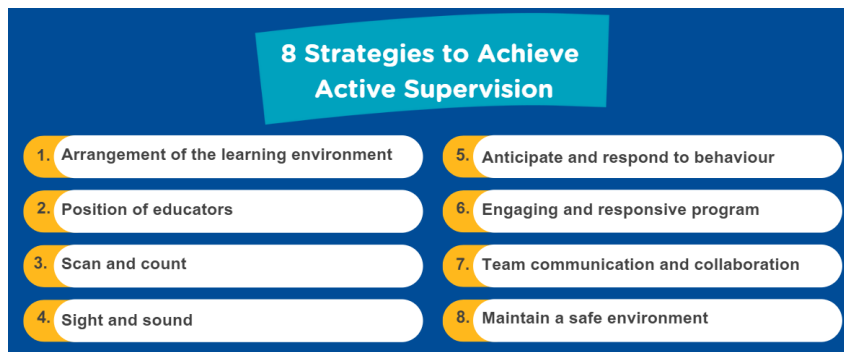 8 Strategies to Achieve
Active Supervision
1. Arrangement of the learning environment
2. Position of educators
3. Scan and count
4. Sight and sound
5. Anticipate and respond to behaviour
6. Engaging and responsive program
7. Team communication and collaboration
8. Maintain a safe environment